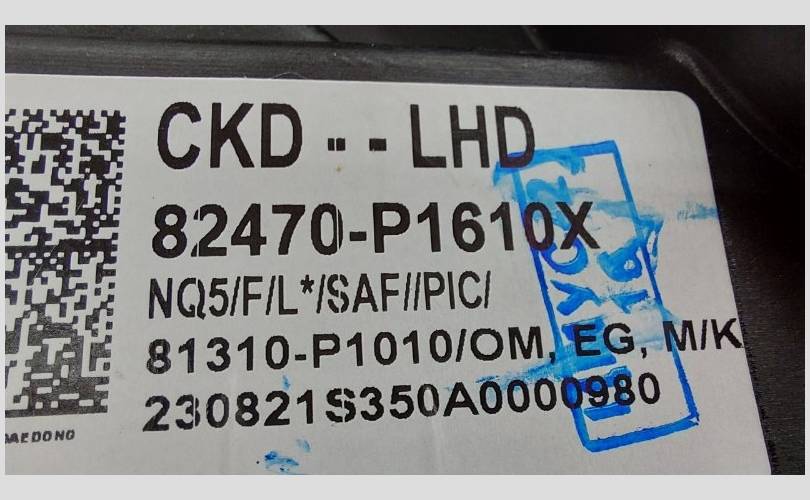 CKD -- LHD
82470-P1610X
NQ5/F/L*/SAF//PIC/
81310-P1010/OM, EG, M/K
230821S350A0000980